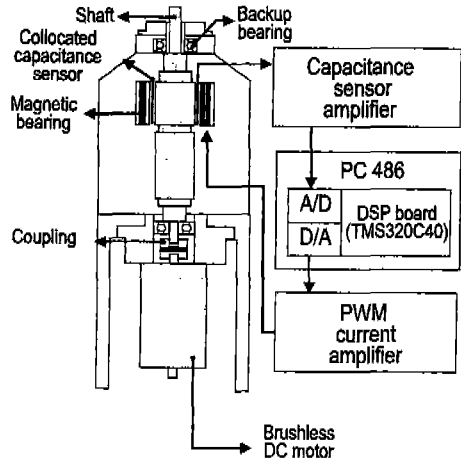 Shaft
Backup
bearing
Collocated
capacitance
sensor
Magnetic
bearing
Coupling
Brushless
DC motor
Capacitance
sensor
amplifier
PC 486
A/D
D/A
DSP board
(TMS320C40)
PWM
current
amplifier